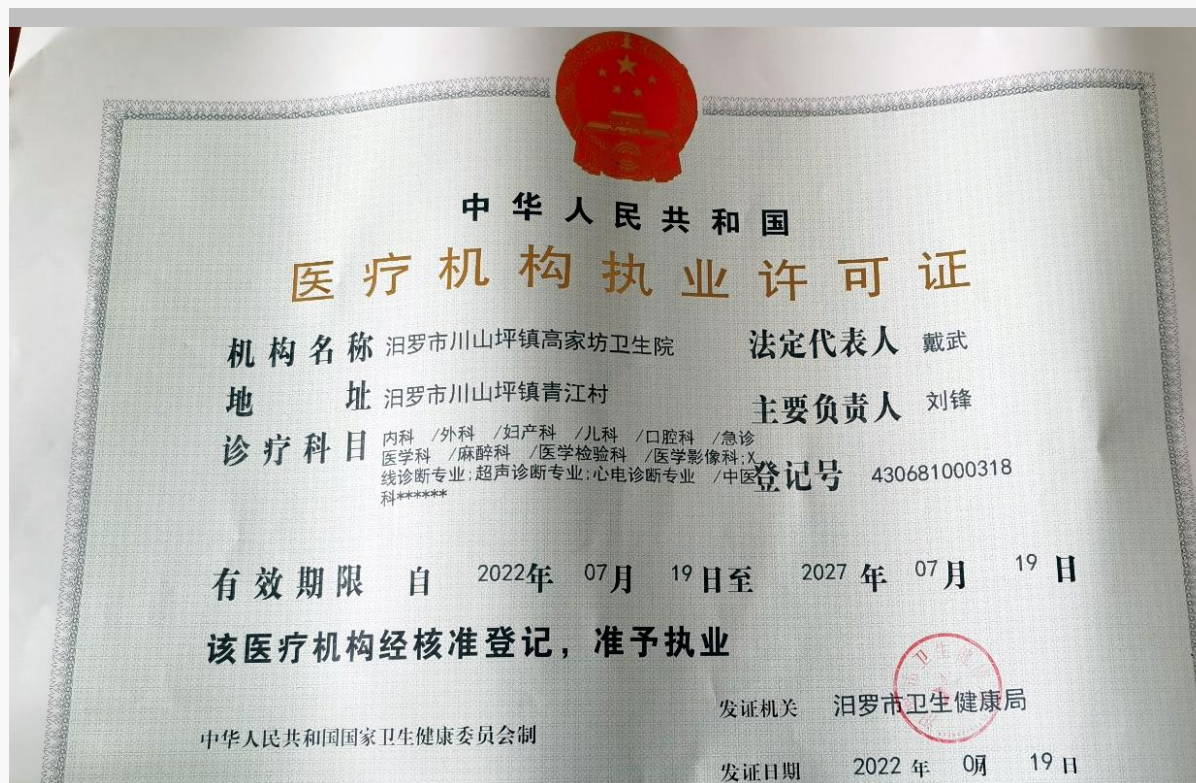 中华人民共和国
医疗机构执业许可证
机构名称 汨罗市川山坪镇高家坊卫生院
法定代表人 戴武
地址 汨罗市川山坪镇青江村
主要负责人 刘锋
诊疗科目 内科 /外科 /妇产科 /儿科 /口腔科 /急诊
医学科 /麻醉科 /医学检验科 /医学影像科;X
线诊断专业;超声诊断专业;心电诊断专业 /中医
科******
登记号 430681000318
有效期限 自 2022年 07月 19日至 2027年 07月 19日
该医疗机构经核准登记，准予执业
发证机关 汨罗市卫生健康局
中华人民共和国国家卫生健康委员会制
发证日期 2022年 月 19日